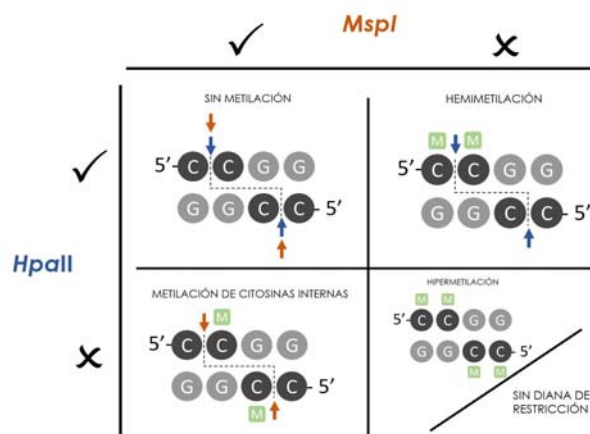 MspI
SIN METILACIÓN
5'- C C G G
G G C C - 5'
HEMIMETILACIÓN
M M
5'- C C G G
G G C C - 5'
HpaII
METILACIÓN DE CITOSINAS INTERNAS
M
5'- C C G G
G G C C - 5'
M
HIPERMETILACIÓN
M M
5'- C C G G
G G C C - 5'
M M
SIN DIANA DE
RESTRICCIÓN